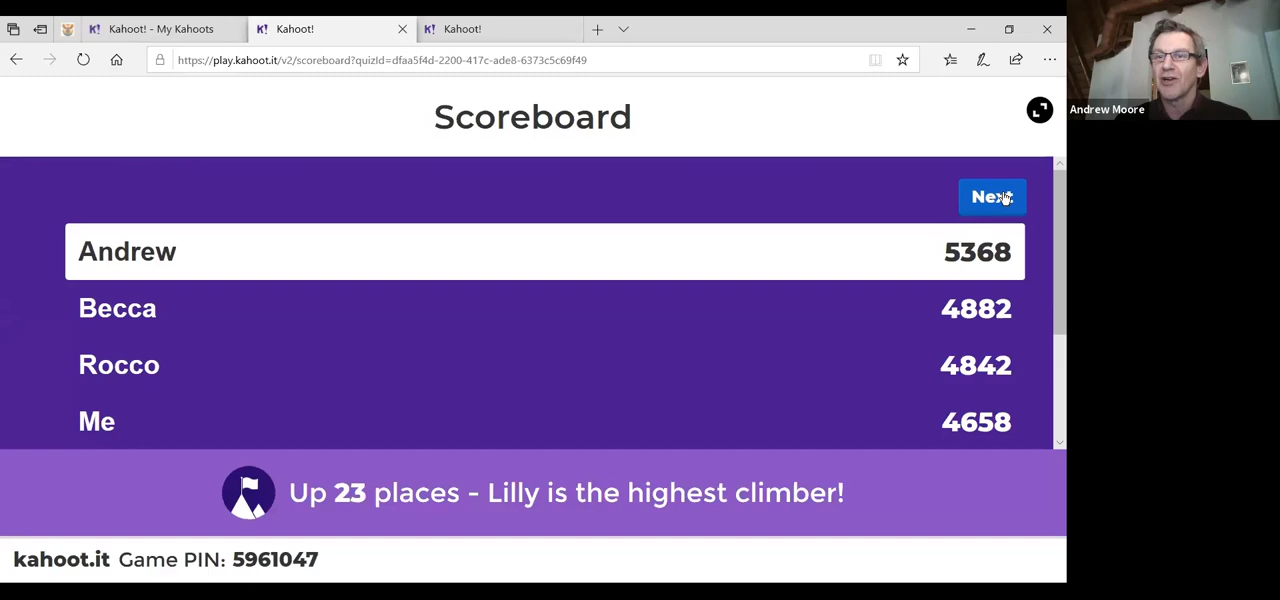 Kahoot! - My Kahoots
Kahoot!
Kahoot!
https://play.kahoot.it/v2/scoreboard?quizId=dfaa5f4d-2200-417c-ade8-6373c5c69f49
Scoreboard
Andrew Moore
Next
Andrew 5368
Becca 4882
Rocco 4842
Me 4658
Up 23 places - Lilly is the highest climber!
kahoot.it Game PIN: 5961047